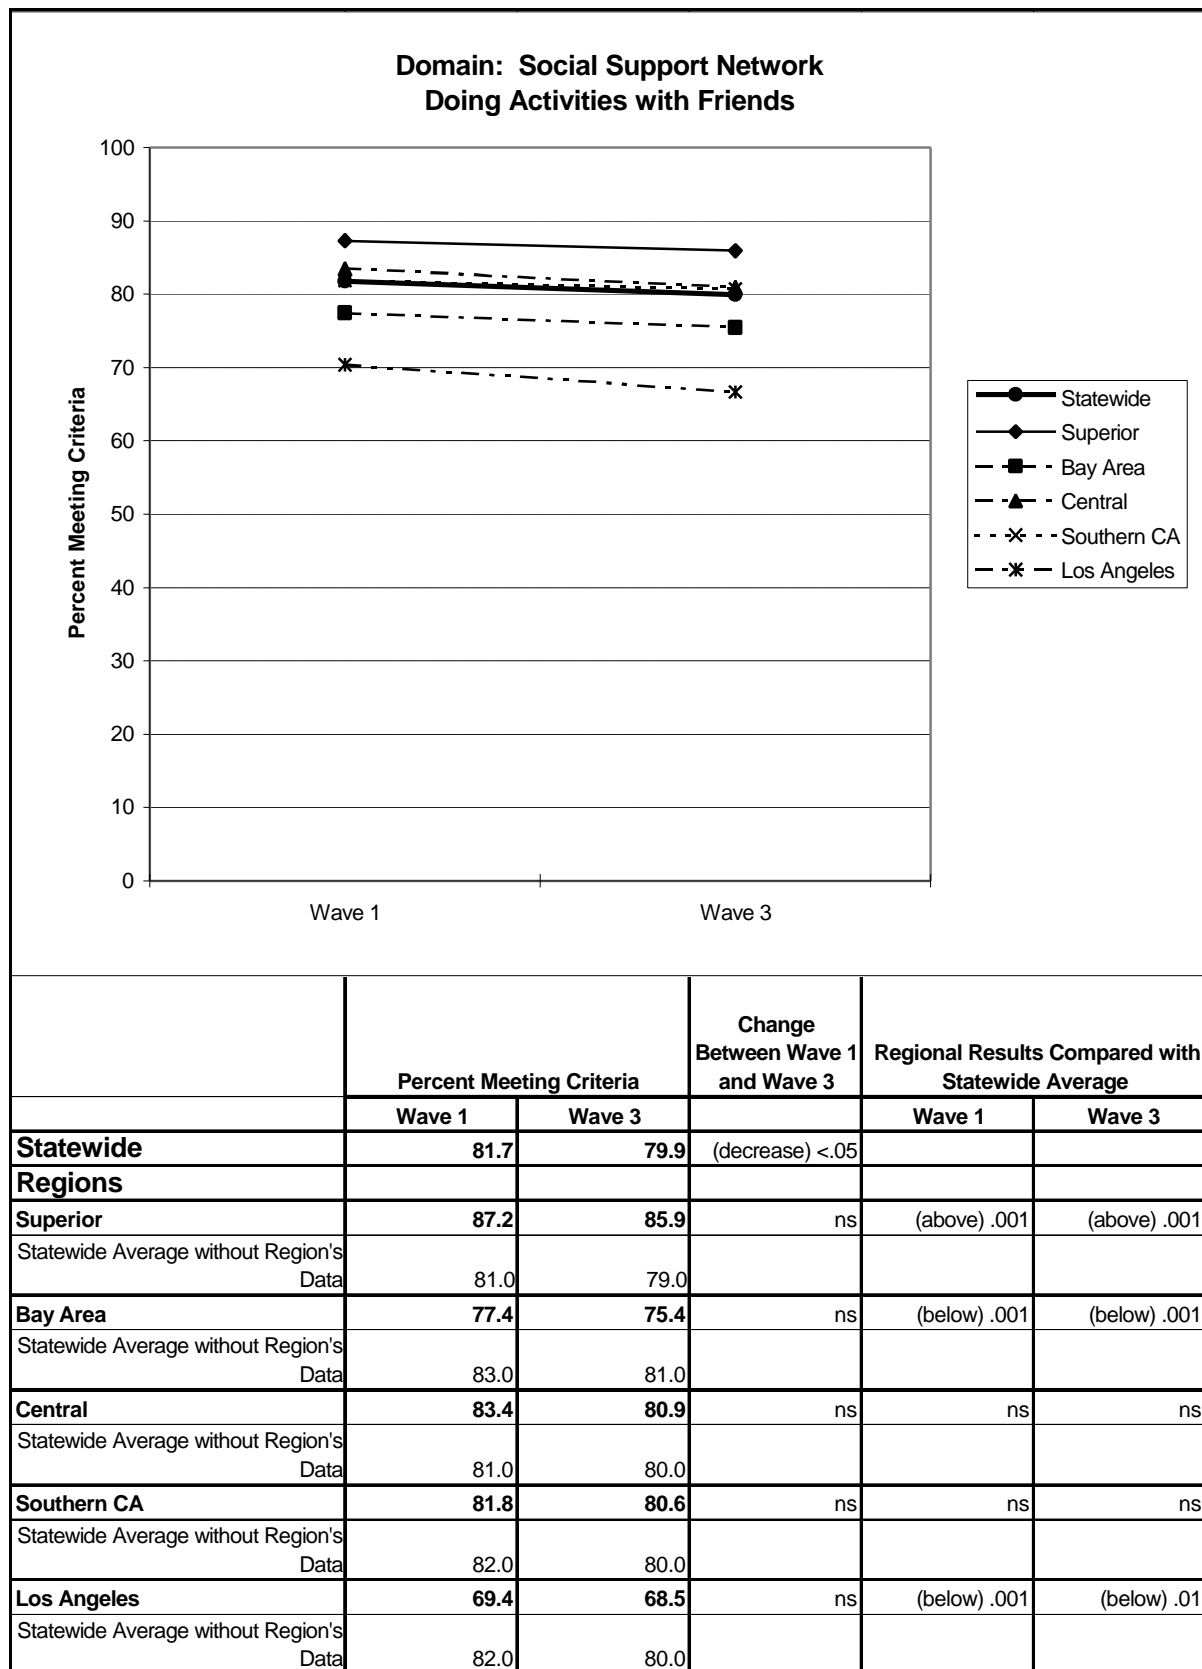 Domain:  Social Support Network
Doing Activities with Friends
100
90
80
70
60
50
40
30
20
10
0
Percent Meeting Criteria
Wave 1 Wave 3
Statewide
Superior
Bay Area
Central
Southern CA
Los Angeles
Percent Meeting Criteria
Change
Between Wave 1
and Wave 3
Regional Results Compared with
Statewide Average
Wave 1 Wave 3 Wave 1 Wave 3
Statewide 81.7 79.9 (decrease) <.05
Regions
Superior 87.2 85.9 ns (above) .001 (above) .001
Statewide Average without Region's
Data 81.0 79.0
Bay Area 77.4 75.4 ns (below) .001 (below) .001
Statewide Average without Region's
Data 83.0 81.0
Central 83.4 80.9 ns ns ns
Statewide Average without Region's
Data 81.0 80.0
Southern CA 81.8 80.6 ns ns ns
Statewide Average without Region's
Data 82.0 80.0
Los Angeles 69.4 68.5 ns (below) .001 (below) .01
Statewide Average without Region's
Data 82.0 80.0